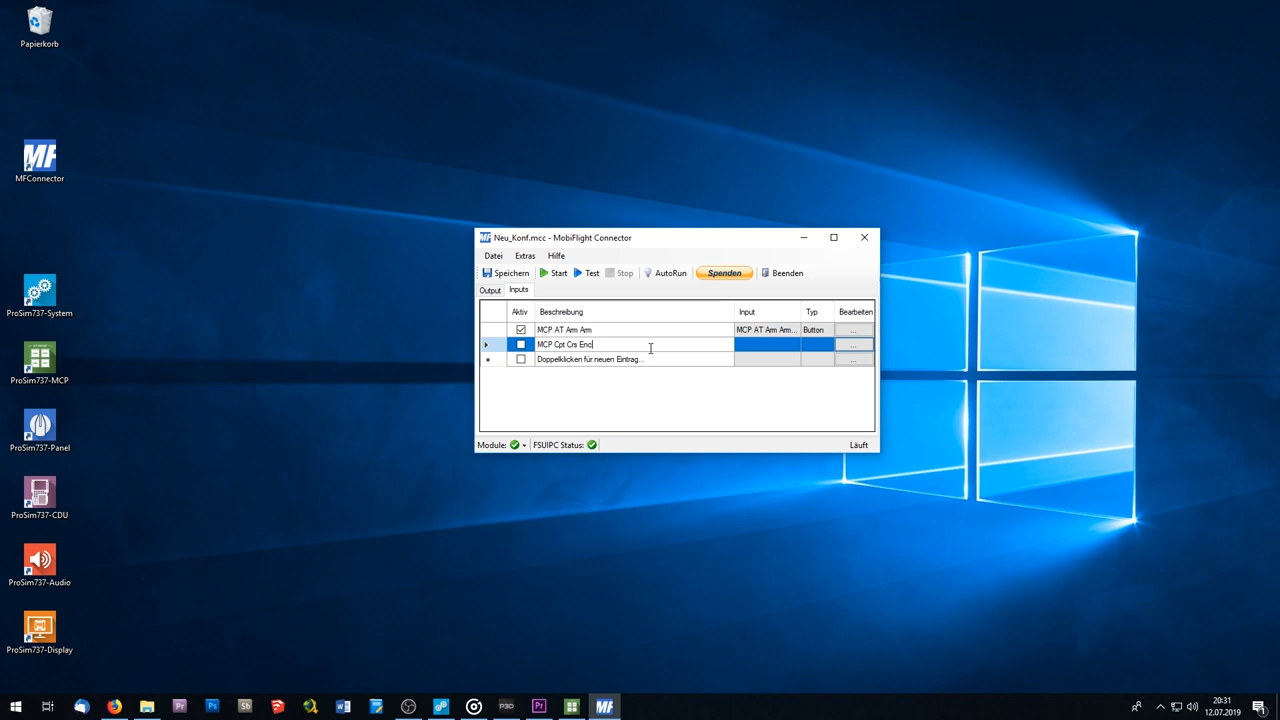 Papierkorb
MFConnector
ProSim737-System
ProSim737-MCP
ProSim737-Panel
ProSim737-CDU
ProSim737-Audio
ProSim737-Display
Neu_Konf.mcc - MobiFlight Connector
Datei Extras Hilfe
Speichern Start Test Stop AutoRun Spenden Beenden
Output Inputs
Aktiv Beschreibung Input Typ Bearbeiten
MCP AT Arm Arm MCP AT Arm Arm... Button ...
MCP Cpt Crs Enc ...
Doppelklicken für neuen Eintrag... ...
Module: FSUIPC Status: Läuft
20:31
12.07.2019